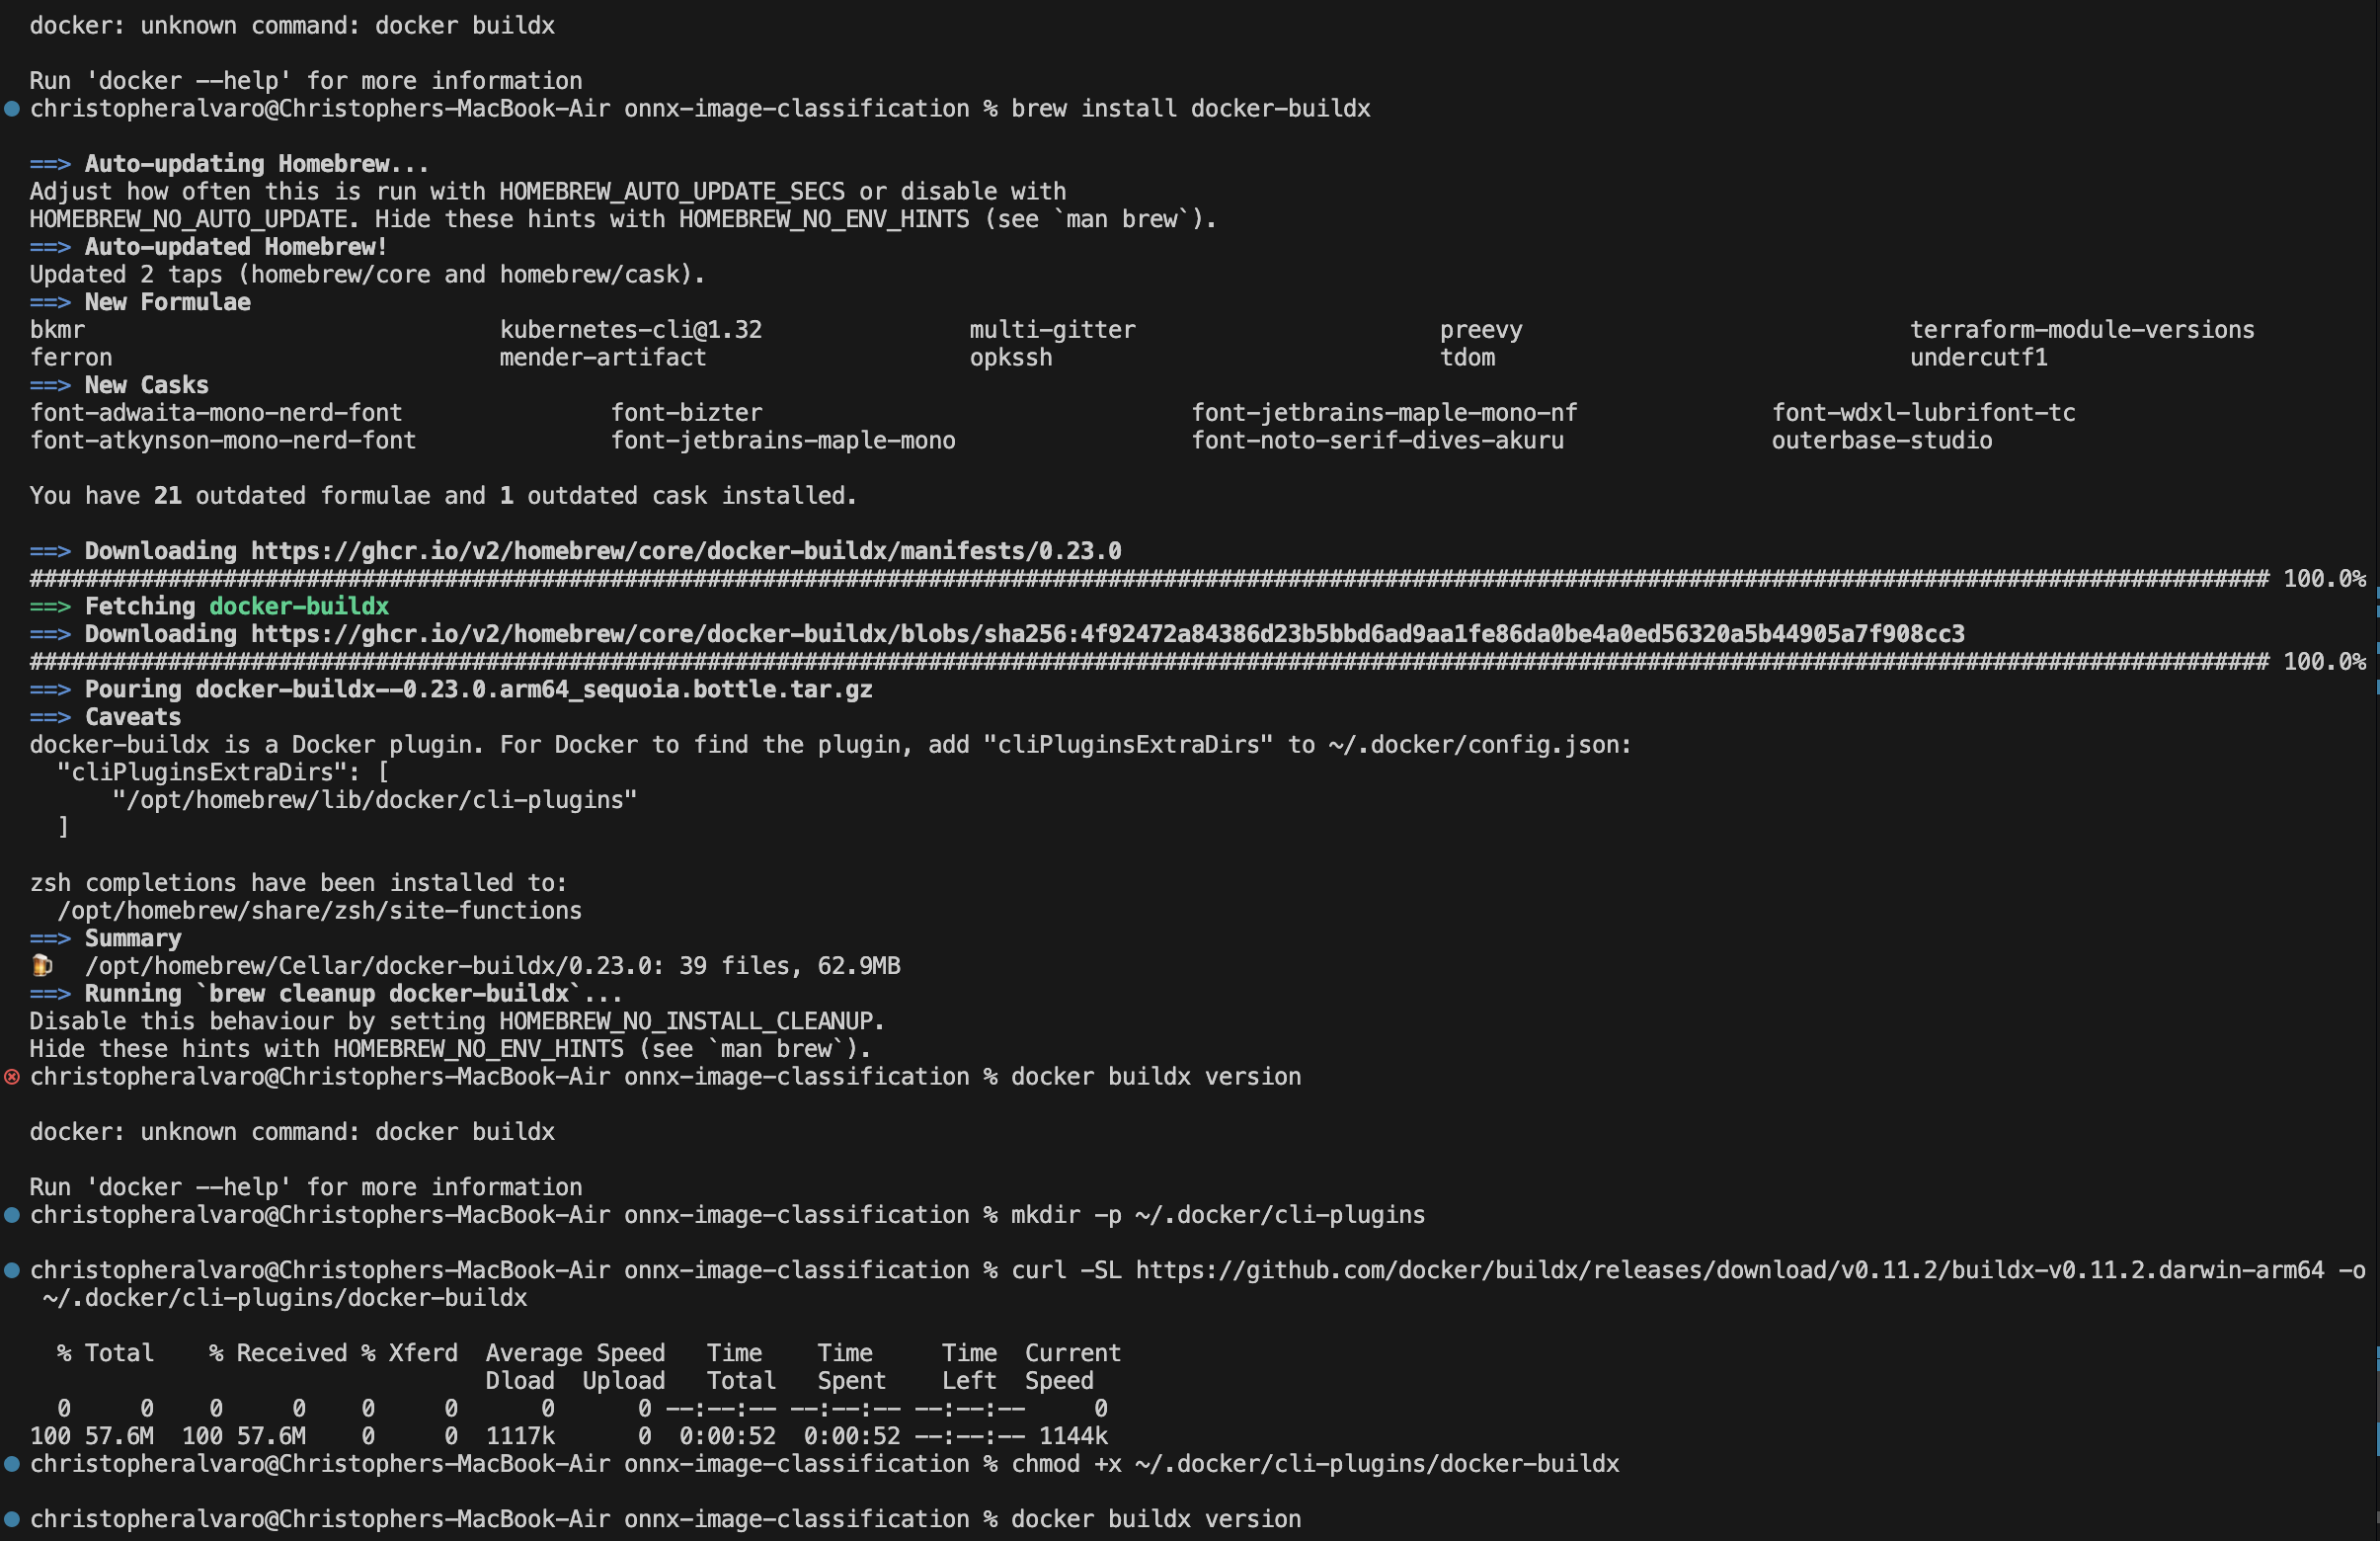 docker: unknown command: docker buildx
Run 'docker --help' for more information
christopheralvaro@Christophers-MacBook-Air onnx-image-classification % brew install docker-buildx
==> Auto-updating Homebrew...
Adjust how often this is run with HOMEBREW_AUTO_UPDATE_SECS or disable with
HOMEBREW_NO_AUTO_UPDATE. Hide these hints with HOMEBREW_NO_ENV_HINTS (see `man brew`).
==> Auto-updated Homebrew!
Updated 2 taps (homebrew/core and homebrew/cask).
==> New Formulae
bkmr kubernetes-cli@1.32 multi-gitter preevy terraform-module-versions
ferron mender-artifact opkssh tdom undercutf1
==> New Casks
font-adwaita-mono-nerd-font font-bizter font-jetbrains-maple-mono-nf font-wdxl-lubrifont-tc
font-atkynson-mono-nerd-font font-jetbrains-maple-mono font-noto-serif-dives-akuru outerbase-studio
You have 21 outdated formulae and 1 outdated cask installed.
==> Downloading https://ghcr.io/v2/homebrew/core/docker-buildx/manifests/0.23.0
################################################################################################################################################################## 100.0%
==> Fetching docker-buildx
==> Downloading https://ghcr.io/v2/homebrew/core/docker-buildx/blobs/sha256:4f92472a84386d23b5bbd6ad9aa1fe86da0be4a0ed56320a5b44905a7f908cc3
################################################################################################################################################################## 100.0%
==> Pouring docker-buildx--0.23.0.arm64_sequoia.bottle.tar.gz
==> Caveats
docker-buildx is a Docker plugin. For Docker to find the plugin, add "cliPluginsExtraDirs" to ~/.docker/config.json:
"cliPluginsExtraDirs": [
"/opt/homebrew/lib/docker/cli-plugins"
]
zsh completions have been installed to:
/opt/homebrew/share/zsh/site-functions
==> Summary
🍺 /opt/homebrew/Cellar/docker-buildx/0.23.0: 39 files, 62.9MB
==> Running `brew cleanup docker-buildx`...
Disable this behaviour by setting HOMEBREW_NO_INSTALL_CLEANUP.
Hide these hints with HOMEBREW_NO_ENV_HINTS (see `man brew`).
christopheralvaro@Christophers-MacBook-Air onnx-image-classification % docker buildx version
docker: unknown command: docker buildx
Run 'docker --help' for more information
christopheralvaro@Christophers-MacBook-Air onnx-image-classification % mkdir -p ~/.docker/cli-plugins
christopheralvaro@Christophers-MacBook-Air onnx-image-classification % curl -SL https://github.com/docker/buildx/releases/download/v0.11.2/buildx-v0.11.2.darwin-arm64 -o
~/.docker/cli-plugins/docker-buildx
% Total % Received % Xferd Average Speed Time Time Time Current
Dload Upload Total Spent Left Speed
0 0 0 0 0 0 0 0 --:--:-- --:--:-- --:--:-- 0
100 57.6M 100 57.6M 0 0 1117k 0 0:00:52 0:00:52 --:--:-- 1144k
christopheralvaro@Christophers-MacBook-Air onnx-image-classification % chmod +x ~/.docker/cli-plugins/docker-buildx
christopheralvaro@Christophers-MacBook-Air onnx-image-classification % docker buildx version